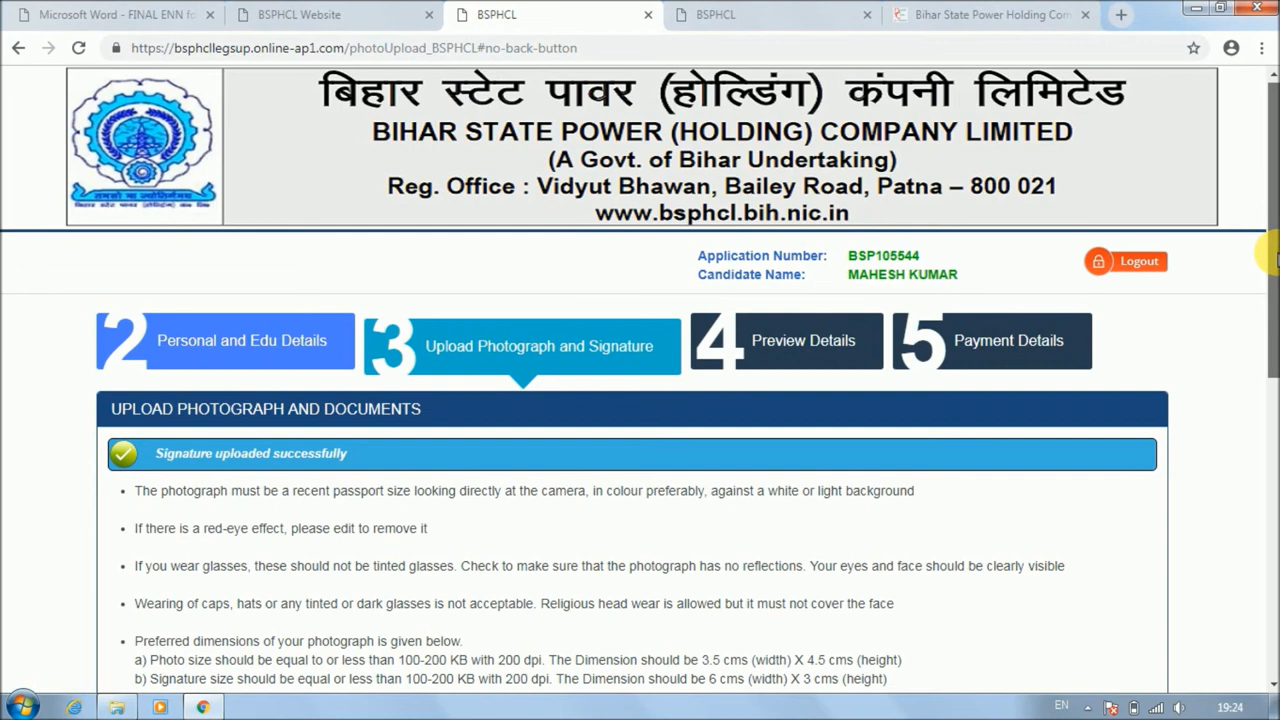 Microsoft Word - FINAL ENN fo
BSPHCL Website
BSPHCL
BSPHCL
Bihar State Power Holding Com
https://bsphcllegsup.online-ap1.com/photoUpload_BSPHCL#no-back-button
बिहार स्टेट पावर (होल्डिंग) कंपनी लिमिटेड
BIHAR STATE POWER (HOLDING) COMPANY LIMITED
(A Govt. of Bihar Undertaking)
Reg. Office : Vidyut Bhawan, Bailey Road, Patna – 800 021
www.bsphcl.bih.nic.in
Application Number: BSP105544
Candidate Name: MAHESH KUMAR
Logout
2 Personal and Edu Details
3 Upload Photograph and Signature
4 Preview Details
5 Payment Details
UPLOAD PHOTOGRAPH AND DOCUMENTS
Signature uploaded successfully
• The photograph must be a recent passport size looking directly at the camera, in colour preferably, against a white or light background
• If there is a red-eye effect, please edit to remove it
• If you wear glasses, these should not be tinted glasses. Check to make sure that the photograph has no reflections. Your eyes and face should be clearly visible
• Wearing of caps, hats or any tinted or dark glasses is not acceptable. Religious head wear is allowed but it must not cover the face
• Preferred dimensions of your photograph is given below.
a) Photo size should be equal to or less than 100-200 KB with 200 dpi. The Dimension should be 3.5 cms (width) X 4.5 cms (height)
b) Signature size should be equal or less than 100-200 KB with 200 dpi. The Dimension should be 6 cms (width) X 3 cms (height)
EN
19:24